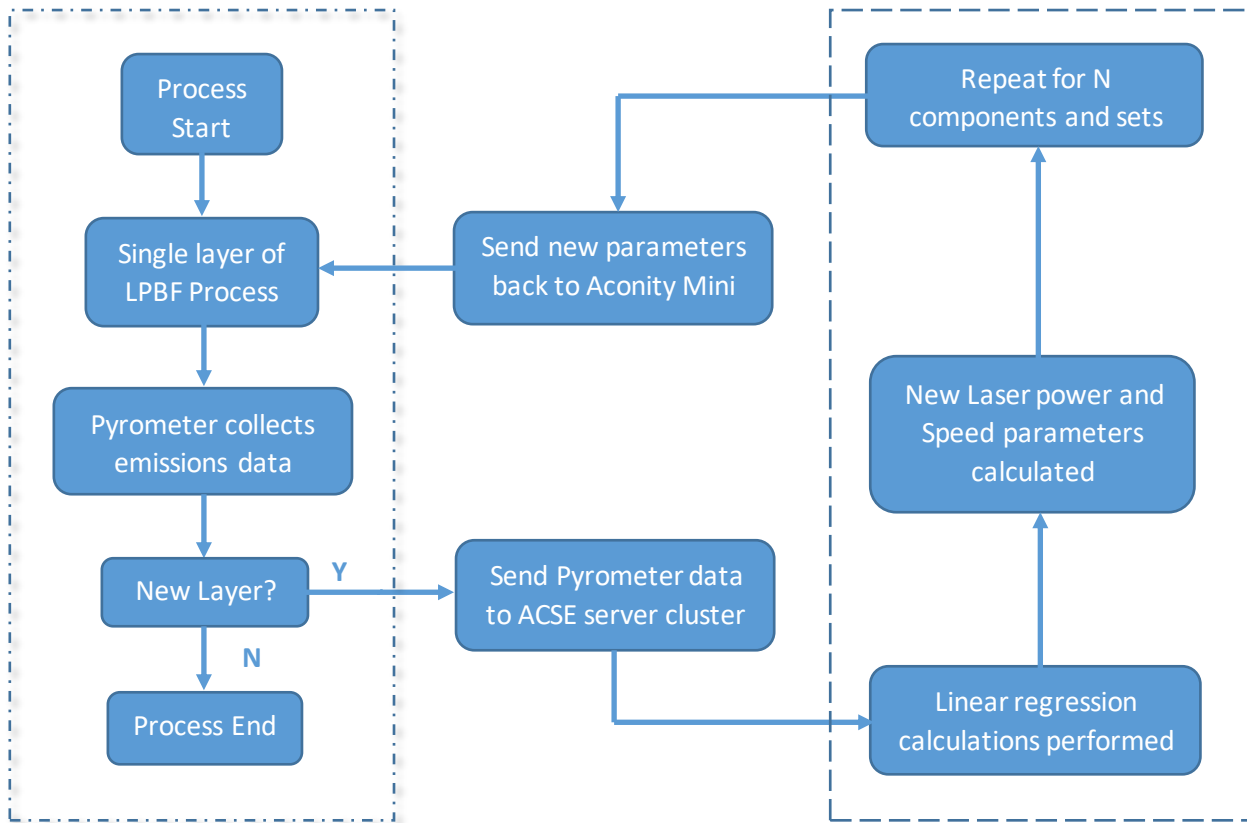 Process
Start
Single layer of
LPBF Process
Pyrometer collects
emissions data
New Layer?
Y
N
Process End
Send Pyrometer data
to ACSE server cluster
Linear regression
calculations performed
New Laser power and
Speed parameters
calculated
Repeat for N
components and sets
Send new parameters
back to Aconity Mini